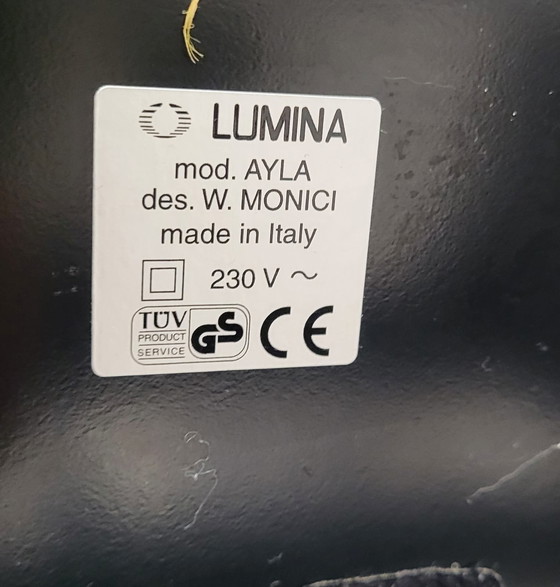 LUMINA
mod. AYLA
des. W. MONICI
made in Italy
230 V ~
TÜV
PRODUCT
SERVICE
GS
CE